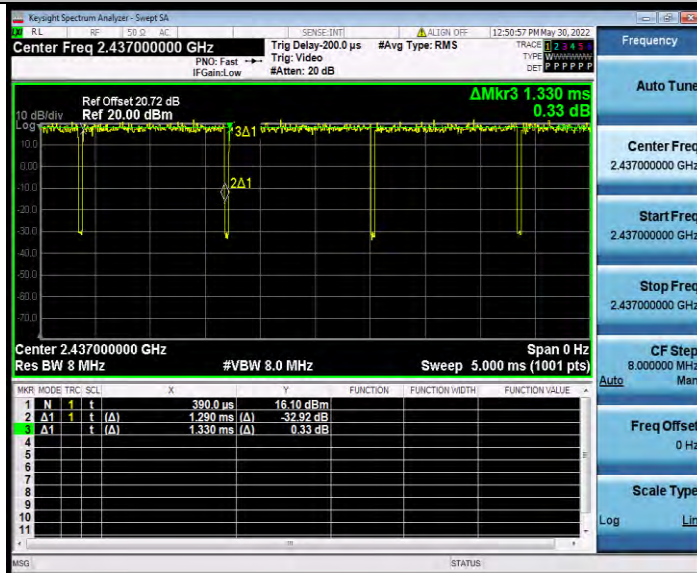 Keysight Spectrum Analyzer - Swept SA
RL RF 50 Ω AC SENSE:INT ALIGN OFF 12:50:57 PM May 30, 2022
Center Freq 2.437000000 GHz
PNO: Fast
IFGain:Low
Trig Delay-200.0 µs
Trig: Video
#Atten: 20 dB
#Avg Type: RMS
TRACE 1 2 3 4 5 6
TYPE WWWWWW
DET P P P P P P
Frequency
Auto Tune
Center Freq
2.437000000 GHz
Start Freq
2.437000000 GHz
Stop Freq
2.437000000 GHz
CF Step
8.000000 MHz
Auto Man
Freq Offset
0 Hz
Scale Type
Log Lin
ΔMkr3 1.330 ms
0.33 dB
Ref Offset 20.72 dB
10 dB/div Ref 20.00 dBm
Log
10.0
0.00
-10.0
-20.0
-30.0
-40.0
-50.0
-60.0
-70.0
3Δ1
2Δ1
Center 2.437000000 GHz Span 0 Hz
Res BW 8 MHz #VBW 8.0 MHz Sweep 5.000 ms (1001 pts)
MKR MODE TRC SCL X Y FUNCTION FUNCTION WIDTH FUNCTION VALUE
1 N 1 t 390.0 µs 16.10 dBm
2 Δ1 1 t (Δ) 1.290 ms (Δ) -32.92 dB
3 Δ1 t (Δ) 1.330 ms (Δ) 0.33 dB
4
5
6
7
8
9
10
11
MSG STATUS